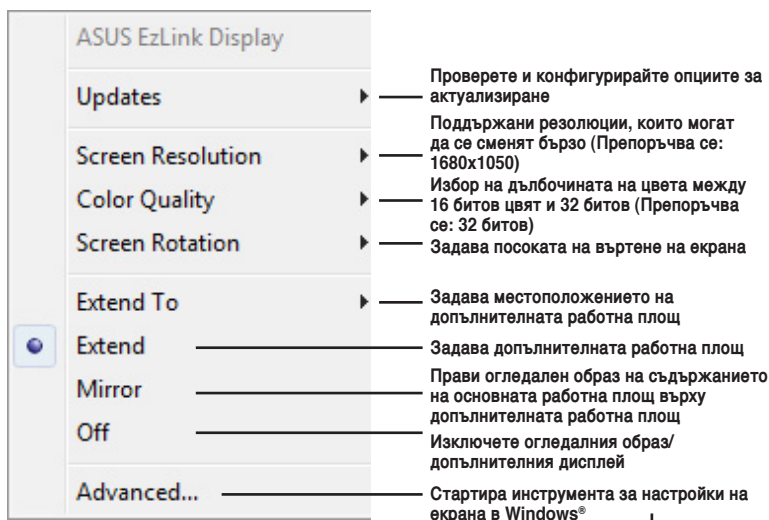 ASUS EzLink Display
Updates
Проверете и конфигурирайте опциите за
актуализиране
Screen Resolution
Поддържани резолюции, които могат
да се сменят бързо (Препоръчва се:
1680x1050)
Color Quality
Избор на дълбочината на цвета между
16 битов цвят и 32 битов (Препоръчва
се: 32 битов)
Screen Rotation
Задава посоката на въртене на екрана
Extend To
Задава местоположението на
допълнителната работна площ
Extend
Задава допълнителната работна площ
Mirror
Прави огледален образ на съдържанието
на основната работна площ върху
допълнителната работна площ
Off
Изключете огледалния образ/
допълнителния дисплей
Advanced...
Стартира инструмента за настройки на
екрана в Windows®